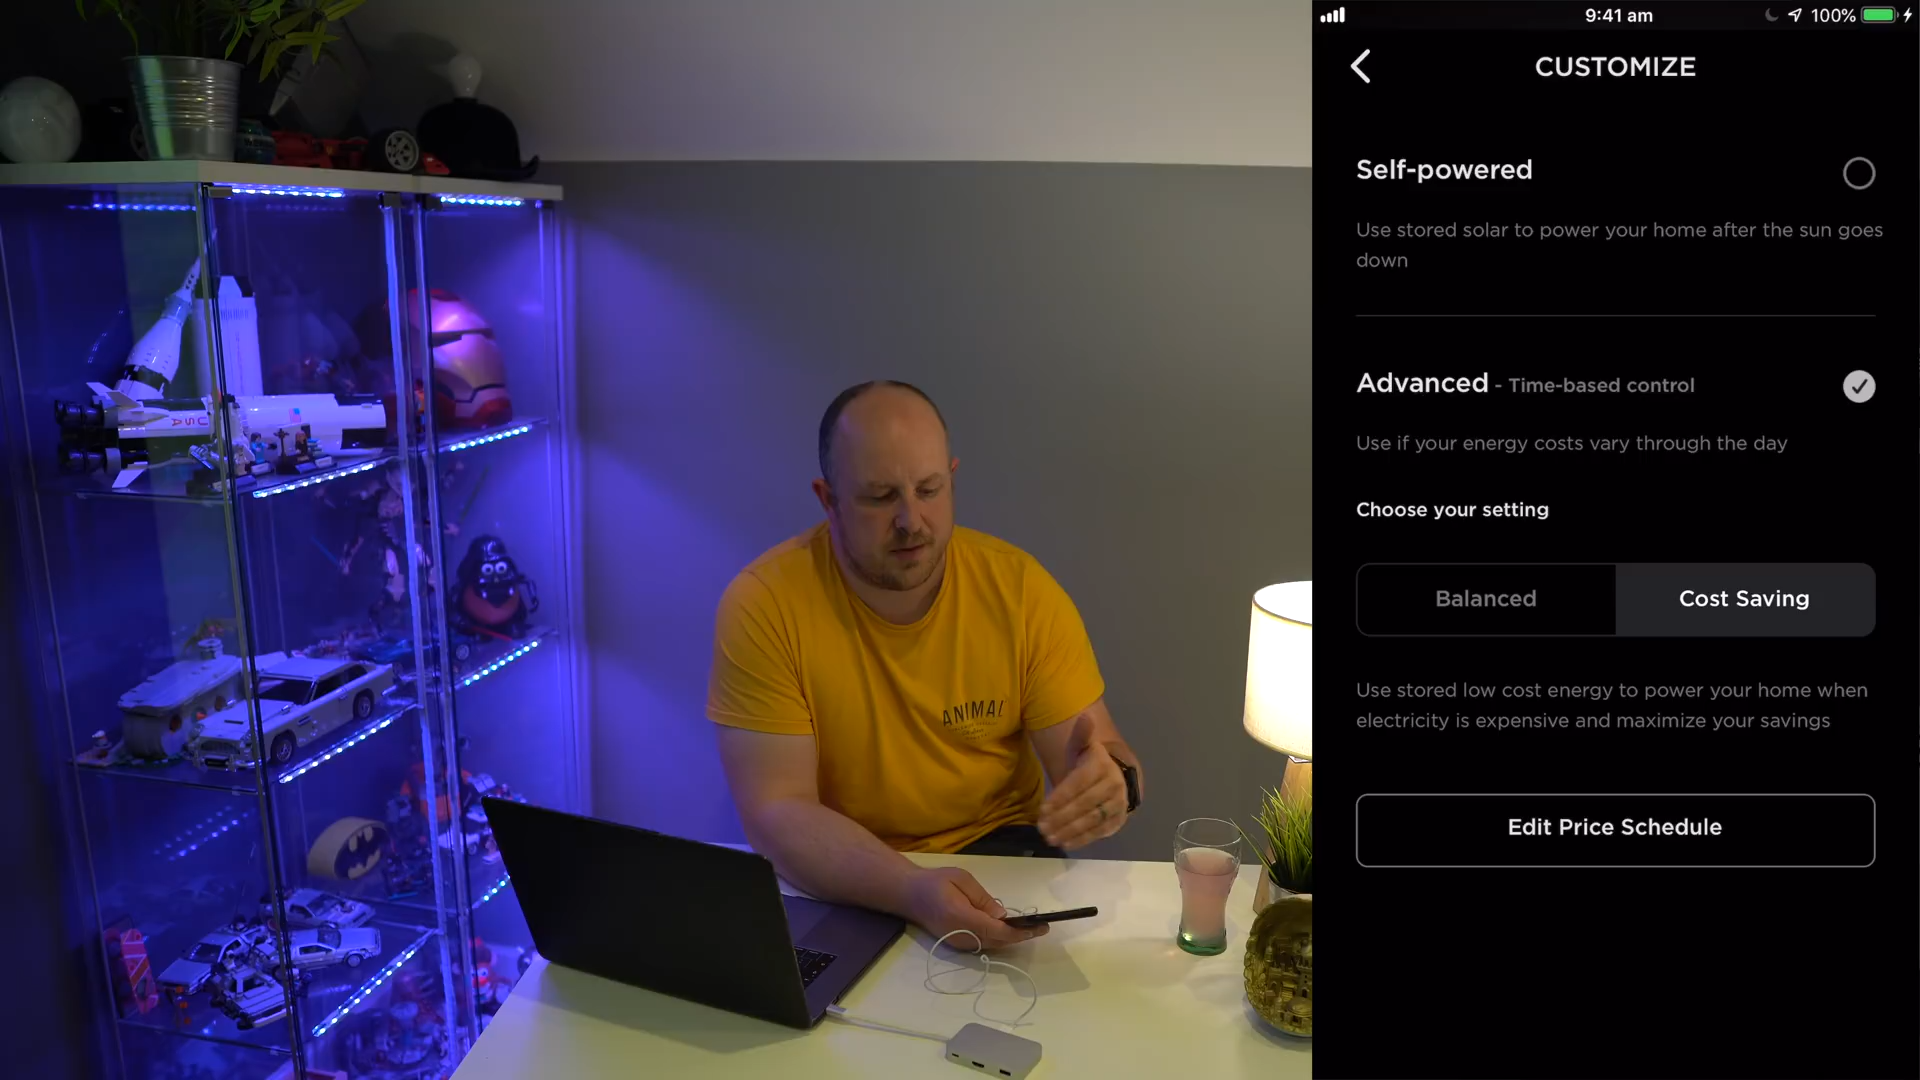 9:41 am
100%
CUSTOMIZE
Self-powered
Use stored solar to power your home after the sun goes
down
Advanced - Time-based control
Use if your energy costs vary through the day
Choose your setting
Balanced
Cost Saving
Use stored low cost energy to power your home when
electricity is expensive and maximize your savings
Edit Price Schedule
ANIMAL
USA